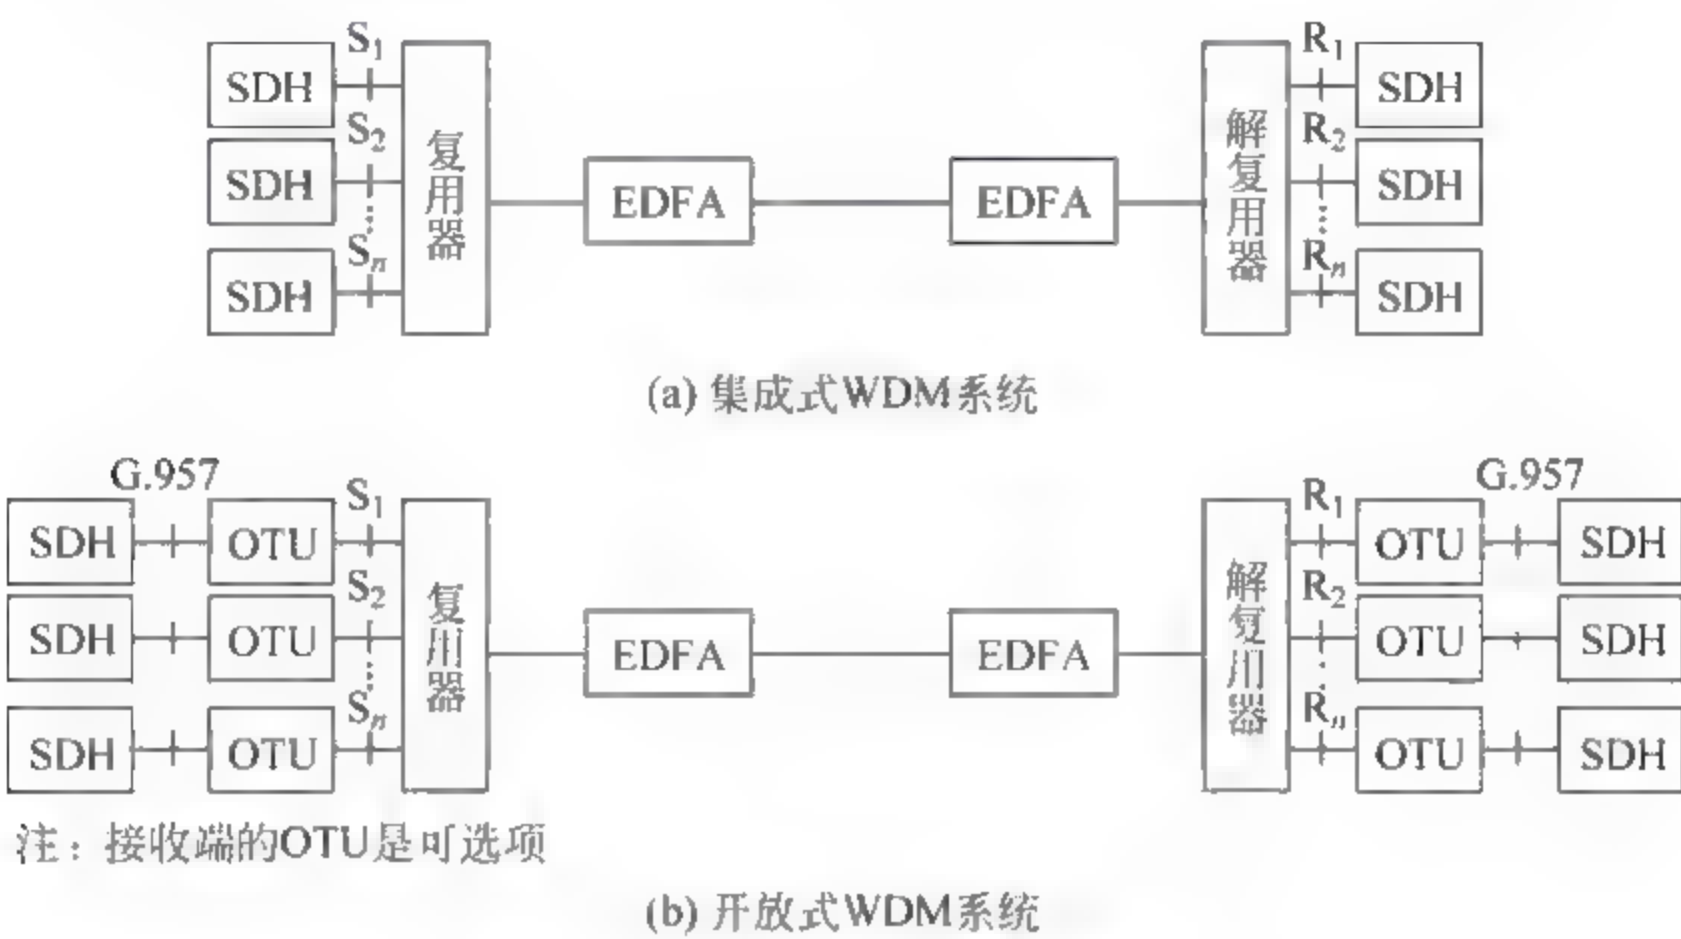 S1 R1
SDH SDH
S2 R2
SDH 复用器 EDFA EDFA 解复用器 SDH
Sn Rn
SDH SDH
(a) 集成式WDM系统
G.957 G.957
S1 R1
SDH OTU OTU SDH
S2 R2
SDH OTU 复用器 EDFA EDFA 解复用器 OTU SDH
Sn Rn
SDH OTU OTU SDH
注：接收端的OTU是可选项
(b) 开放式WDM系统